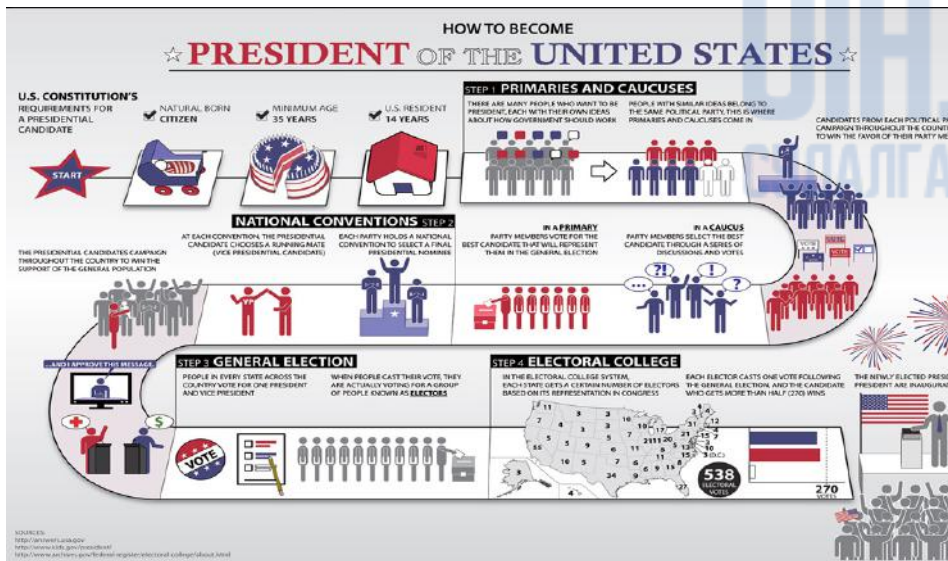 HOW TO BECOME
PRESIDENT OF THE UNITED STATES
U.S. CONSTITUTION'S
REQUIREMENTS FOR
A PRESIDENTIAL
CANDIDATE
NATURAL BORN
CITIZEN
MINIMUM AGE
35 YEARS
U.S. RESIDENT
14 YEARS
START
STEP 1 PRIMARIES AND CAUCUSES
THERE ARE MANY PEOPLE WHO WANT TO BE
PRESIDENT, EACH WITH THEIR OWN IDEAS
ABOUT HOW GOVERNMENT SHOULD WORK
PEOPLE WITH SIMILAR IDEAS BELONG TO
THE SAME POLITICAL PARTY. THIS IS WHERE
PRIMARIES AND CAUCUSES COME IN
CANDIDATES FROM EACH POLITICAL
CAMPAIGN THROUGHOUT THE
TO WIN THE FAVOR OF THEIR PARTY
VOTE
VOTE
IN A PRIMARY
PARTY MEMBERS VOTE FOR THE
BEST CANDIDATE THAT WILL REPRESENT
THEM IN THE GENERAL ELECTION
IN A CAUCUS
PARTY MEMBERS SELECT THE BEST
CANDIDATE THROUGH A SERIES OF
DISCUSSIONS AND VOTES
...
?!
!
?
NATIONAL CONVENTIONS STEP 2
AT EACH CONVENTION, THE PRESIDENTIAL
CANDIDATE CHOOSES A RUNNING MATE
(VICE PRESIDENTIAL CANDIDATE)
EACH PARTY HOLDS A NATIONAL
CONVENTION TO SELECT A FINAL
PRESIDENTIAL NOMINEE
THE PRESIDENTIAL CANDIDATES CAMPAIGN
THROUGHOUT THE COUNTRY TO WIN THE
SUPPORT OF THE GENERAL POPULATION
...AND I APPROVE THIS MESSAGE.
$
STEP 3 GENERAL ELECTION
PEOPLE IN EVERY STATE ACROSS THE
COUNTRY VOTE FOR ONE PRESIDENT
AND VICE PRESIDENT
WHEN PEOPLE CAST THEIR VOTE, THEY
ARE ACTUALLY VOTING FOR A GROUP
OF PEOPLE KNOWN AS ELECTORS
VOTE
STEP 4 ELECTORAL COLLEGE
IN THE ELECTORAL COLLEGE SYSTEM,
EACH STATE GETS A CERTAIN NUMBER OF ELECTORS
BASED ON ITS REPRESENTATION IN CONGRESS
EACH ELECTOR CASTS ONE VOTE FOLLOWING
THE GENERAL ELECTION, AND THE CANDIDATE
WHO GETS MORE THAN HALF (270) WINS
538
ELECTORAL
VOTES
270
VOTES
THE NEWLY ELECTED
PRESIDENT ARE
SOURCES: